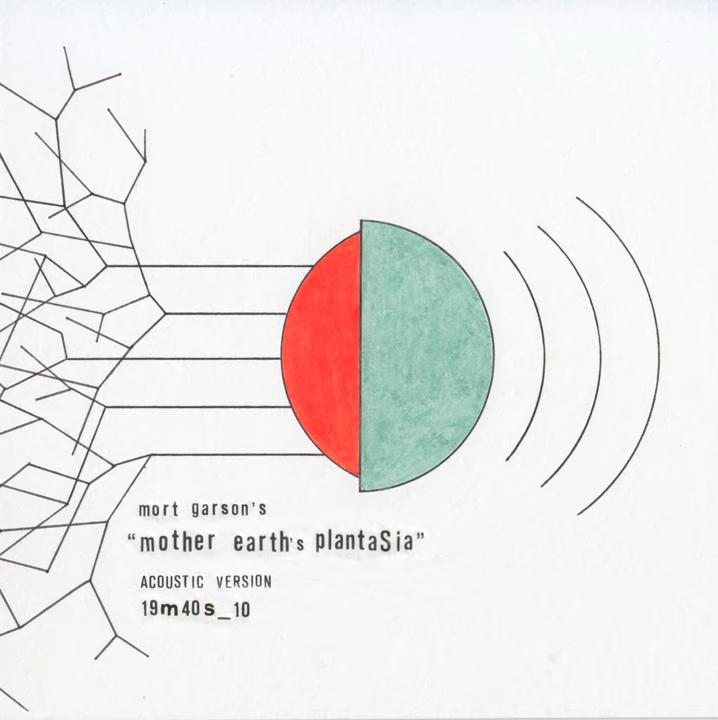 mort garson's
“mother earth's plantaSia”
ACOUSTIC VERSION
19m40s_10